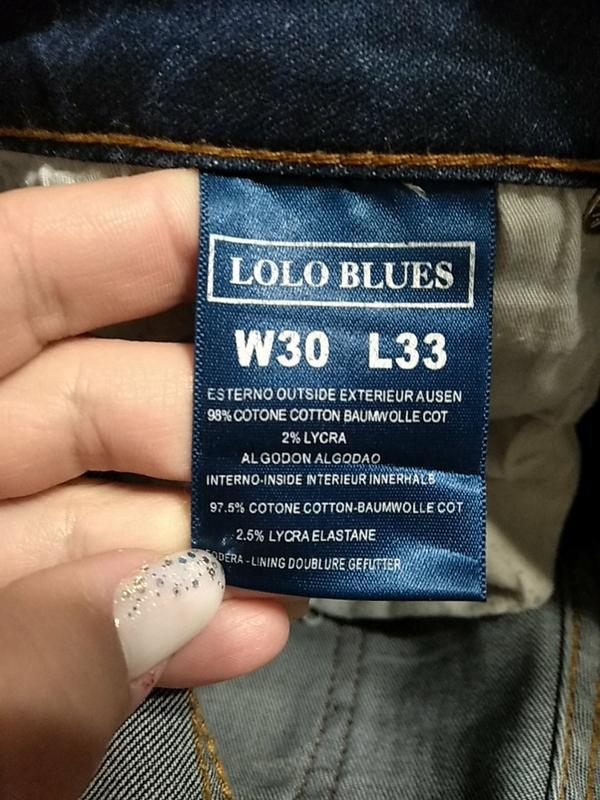 LOLO BLUES
W30 L33
ESTERNO OUTSIDE EXTERIEUR AUSEN
98% COTONE COTTON BAUMWOLLE COT
2% LYCRA
ALGODON ALGODAO
INTERNO-INSIDE INTERIEUR INNERHALB
97.5% COTONE COTTON-BAUMWOLLE COT
2.5% LYCRA ELASTANE
FODERA - LINING DOUBLURE GEFUTTER